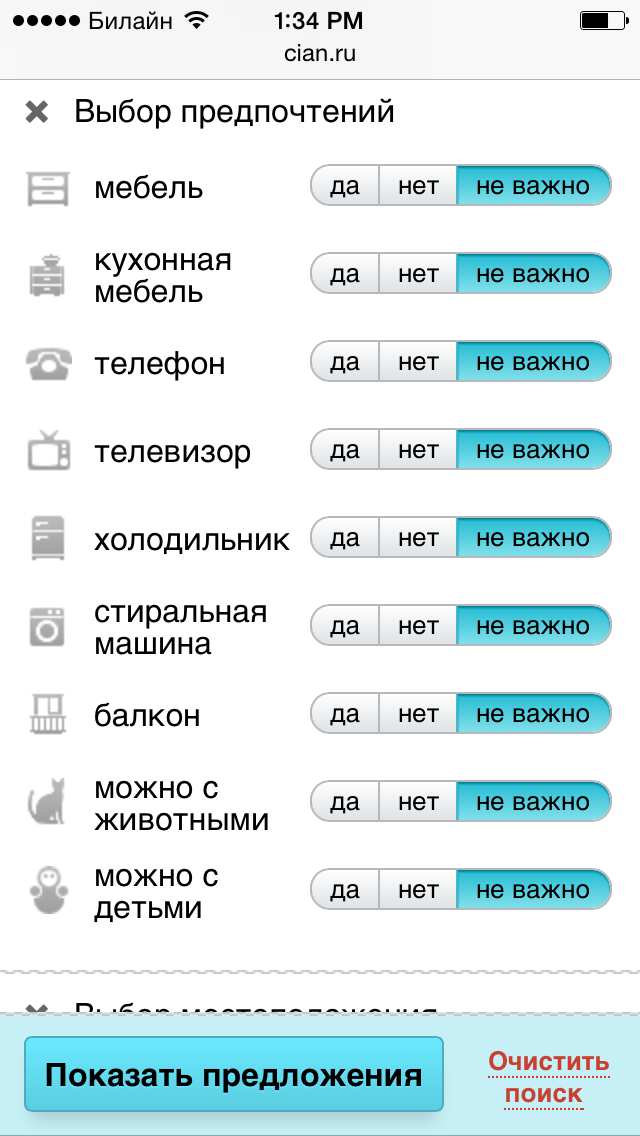 Билайн 1:34 PM
cian.ru
Выбор предпочтений
мебель да нет не важно
кухонная
мебель да нет не важно
телефон да нет не важно
телевизор да нет не важно
холодильник да нет не важно
стиральная
машина да нет не важно
балкон да нет не важно
можно с
животными да нет не важно
можно с
детьми да нет не важно
Выбор местоположения
Показать предложения
Очистить
поиск